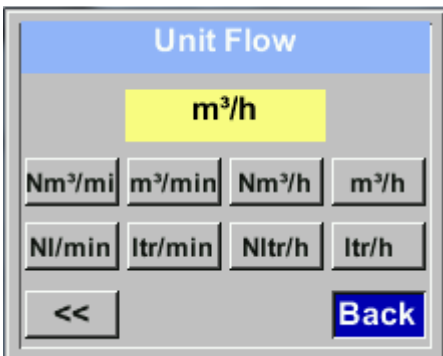 Unit Flow
m³/h
Nm³/mi m³/min Nm³/h m³/h
Nl/min ltr/min Nltr/h ltr/h
<< Back